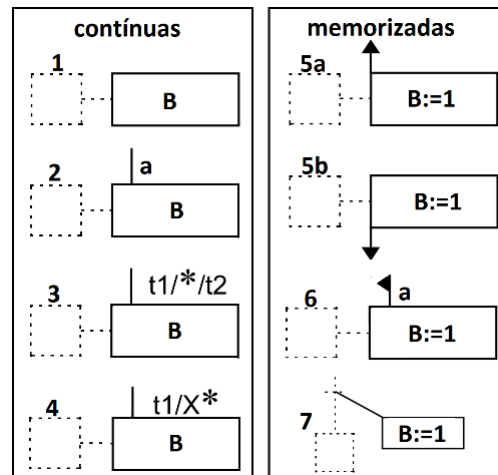 contínuas
1
B
2
a
B
3
t1/*/t2
B
4
t1/X*
B
memorizadas
5a
B:=1
5b
B:=1
6
a
B:=1
7
B:=1